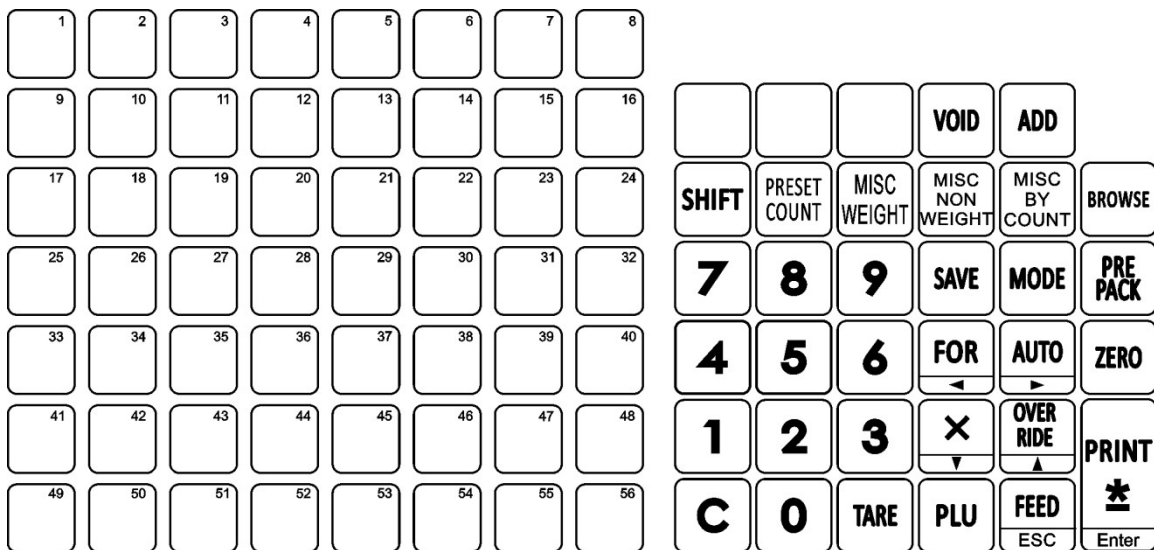 1 2 3 4 5 6 7 8
9 10 11 12 13 14 15 16
VOID ADD
17 18 19 20 21 22 23 24
SHIFT PRESET COUNT MISC WEIGHT MISC NON WEIGHT MISC BY COUNT BROWSE
25 26 27 28 29 30 31 32
7 8 9 SAVE MODE PRE PACK
33 34 35 36 37 38 39 40
4 5 6 FOR ◄ AUTO ► ZERO
41 42 43 44 45 46 47 48
1 2 3 × ▼ OVER RIDE ▲
49 50 51 52 53 54 55 56
C 0 TARE PLU FEED ESC PRINT * Enter